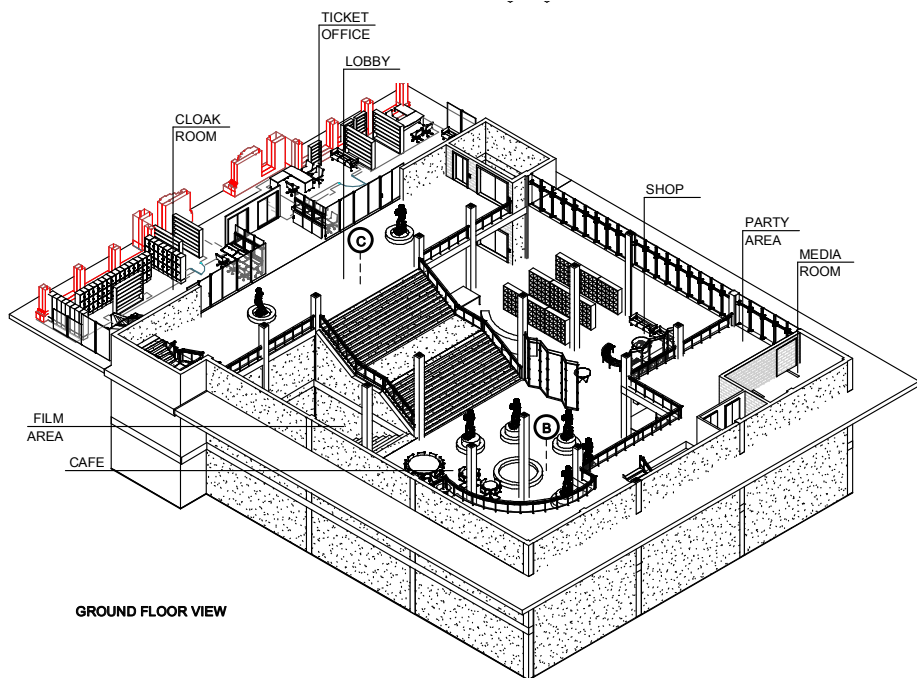 TICKET
OFFICE
LOBBY
CLOAK
ROOM
SHOP
PARTY
AREA
MEDIA
ROOM
C
B
FILM
AREA
CAFE
GROUND FLOOR VIEW